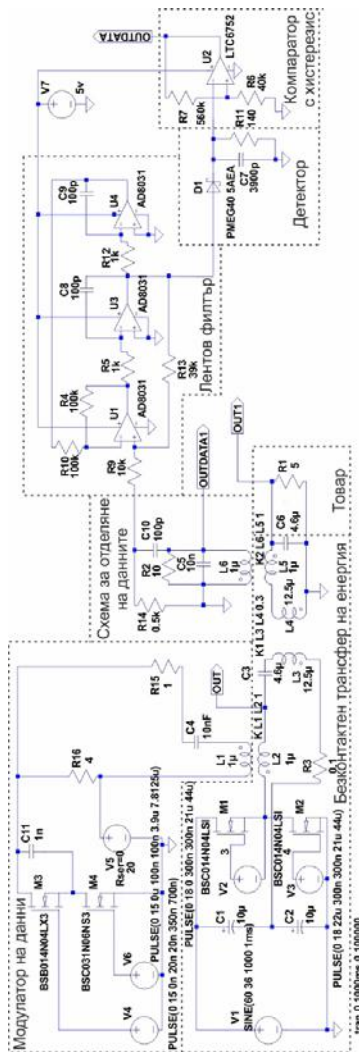 Модулатор на данни
M3
BSB014N04LX3
C11
1n
M4
BSC031N06NS3
V4
V6
PULSE(0 15 0n 20n 20n 350n 700n)
V5
Rser=0
20
PULSE(0 15 0u 100n 100n 3.9u 7.8125u)
R16
4
R15
1
C4
10nF
Схема за отделяне
на данните
R14
0.5k
R2
10
C10
100p
C5
10n
L6
1µ
OUTDATA1
R9
10k
R10
100k
R4
100k
U1
AD8031
R5
1k
C8
100p
U3
AD8031
R12
1k
C9
100p
U4
AD8031
R13
39k
Лентов филтър
V7
5v
D1
PMEG40 5AEA
C7
3900p
R11
140
Детектор
R7
560k
U2
LTC6752
R6
40k
OUTDATA
Компаратор
с хистерезис
V1
SINE(60 36 1000 1ms)
C1
10µ
C2
10µ
V2
3
M1
BSC014N04LSI
PULSE(0 18 0 300n 300n 21u 44u)
V3
4
M2
BSC014N04LSI
PULSE(0 18 22u 300n 300n 21u 44u)
L1
1µ
L2
1µ
K L1 L2 1
OUT
C3
4.6µ
L3
12.5µ
R3
0.1
K1 L3 L4 0.3
L4
12.5µ
K2 L6 L5 1
L5
1µ
C6
4.6µ
R1
5
OUT1
Товар
Безконтактен трансфер на енергия